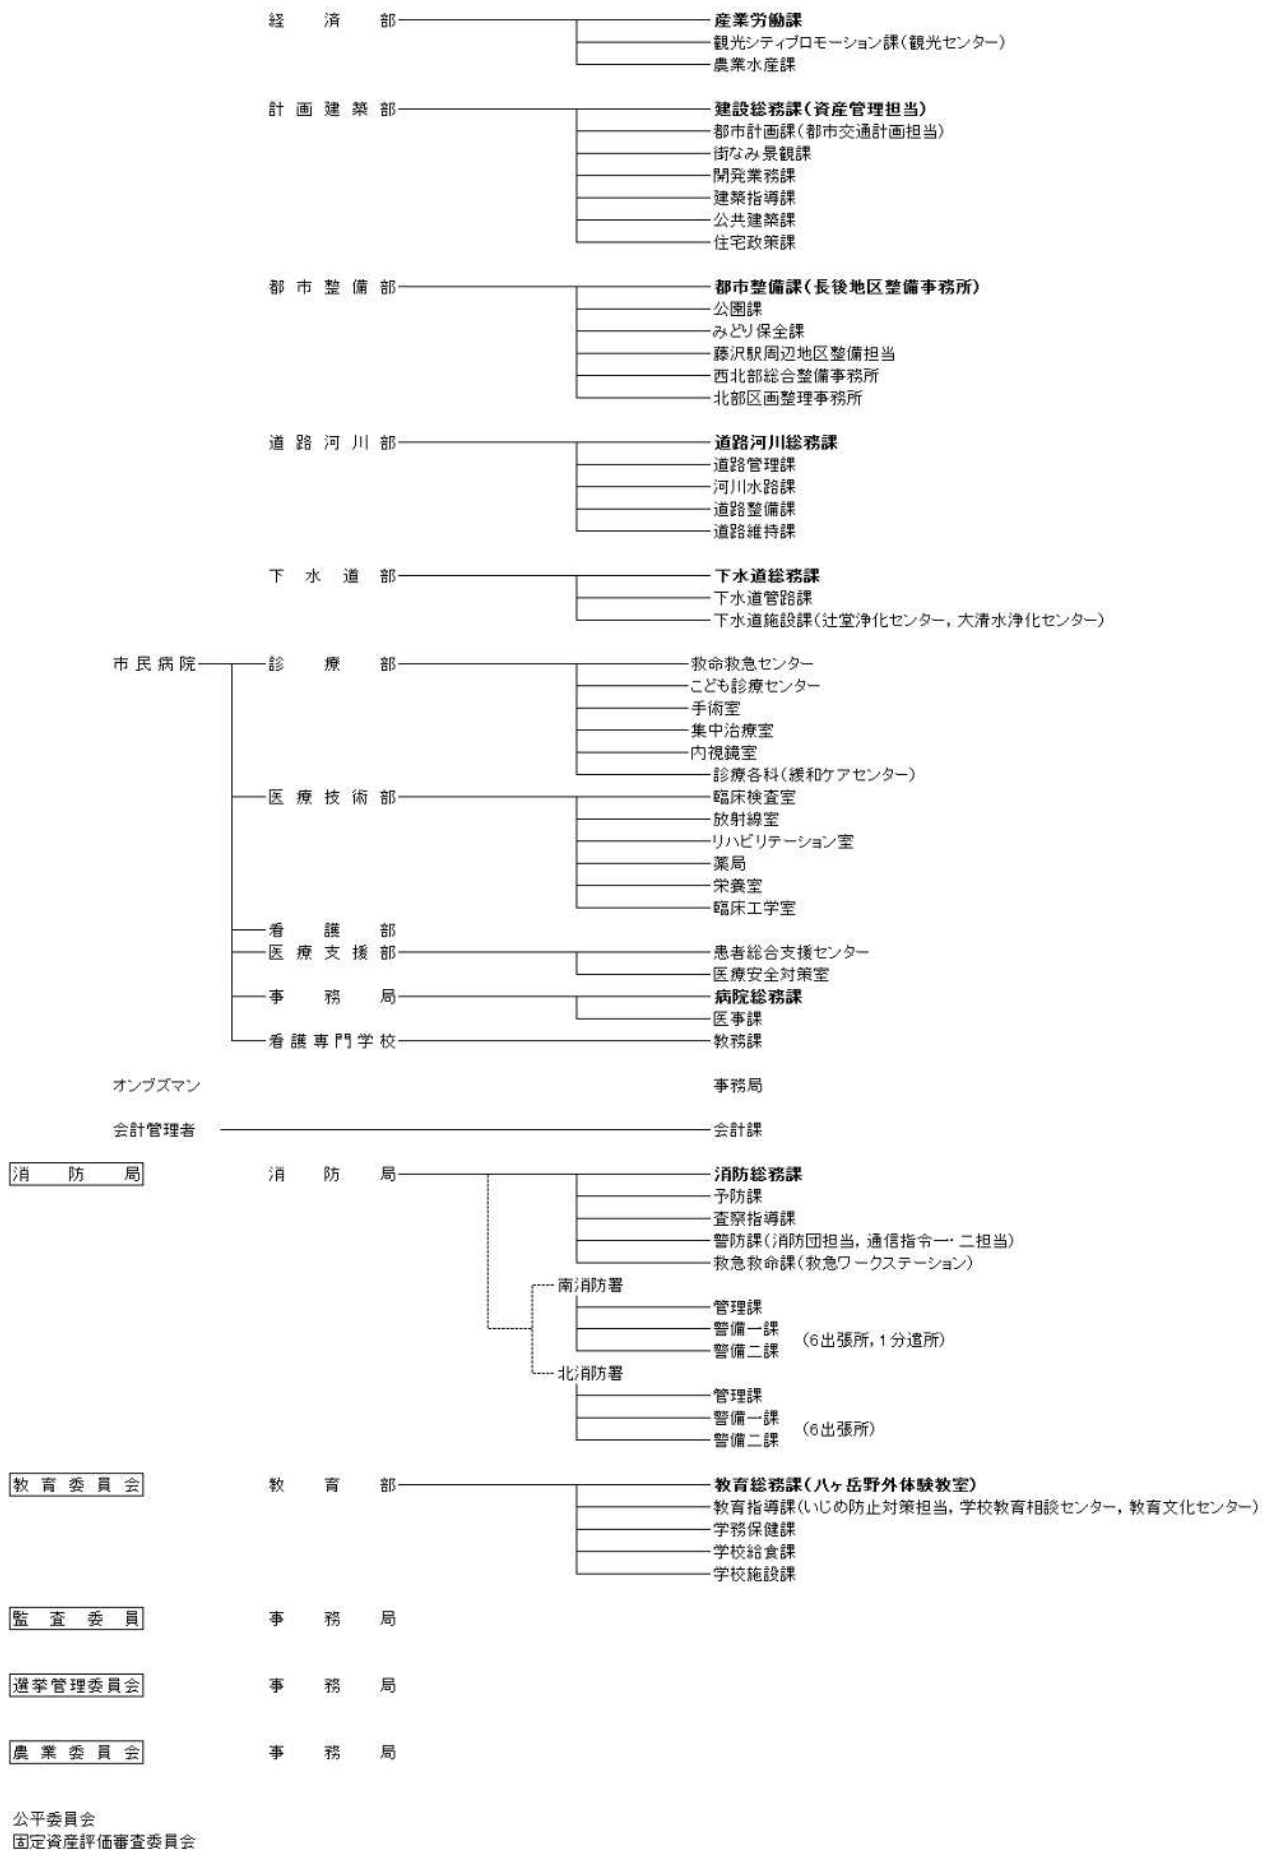 経済部 産業労働課
観光シティプロモーション課(観光センター)
農業水産課
計画建築部 建設総務課(資産管理担当)
都市計画課(都市交通計画担当)
街なみ景観課
開発業務課
建築指導課
公共建築課
住宅政策課
都市整備部 都市整備課(長後地区整備事務所)
公園課
みどり保全課
藤沢駅周辺地区整備担当
西北部総合整備事務所
北部区画整理事務所
道路河川部 道路河川総務課
道路管理課
河川水路課
道路整備課
道路維持課
下水道部 下水道総務課
下水道管路課
下水道施設課(辻堂浄化センター, 大清水浄化センター)
市民病院 診療部 救命救急センター
こども診療センター
手術室
集中治療室
内視鏡室
診療各科(緩和ケアセンター)
医療技術部 臨床検査室
放射線室
リハビリテーション室
薬局
栄養室
臨床工学室
看護部
医療支援部 患者総合支援センター
医療安全対策室
事務局 病院総務課
医事課
看護専門学校 教務課
オンブズマン 事務局
会計管理者 会計課
消防局 消防局 消防総務課
予防課
査察指導課
警防課(消防団担当, 通信指令一・二担当)
救急救命課(救急ワークステーション)
南消防署
管理課
警備一課
警備二課 (6出張所, 1分遣所)
北消防署
管理課
警備一課
警備二課 (6出張所)
教育委員会 教育部 教育総務課(八ヶ岳野外体験教室)
教育指導課(いじめ防止対策担当, 学校教育相談センター, 教育文化センター)
学務保健課
学校給食課
学校施設課
監査委員 事務局
選挙管理委員会 事務局
農業委員会 事務局
公平委員会
固定資産評価審査委員会